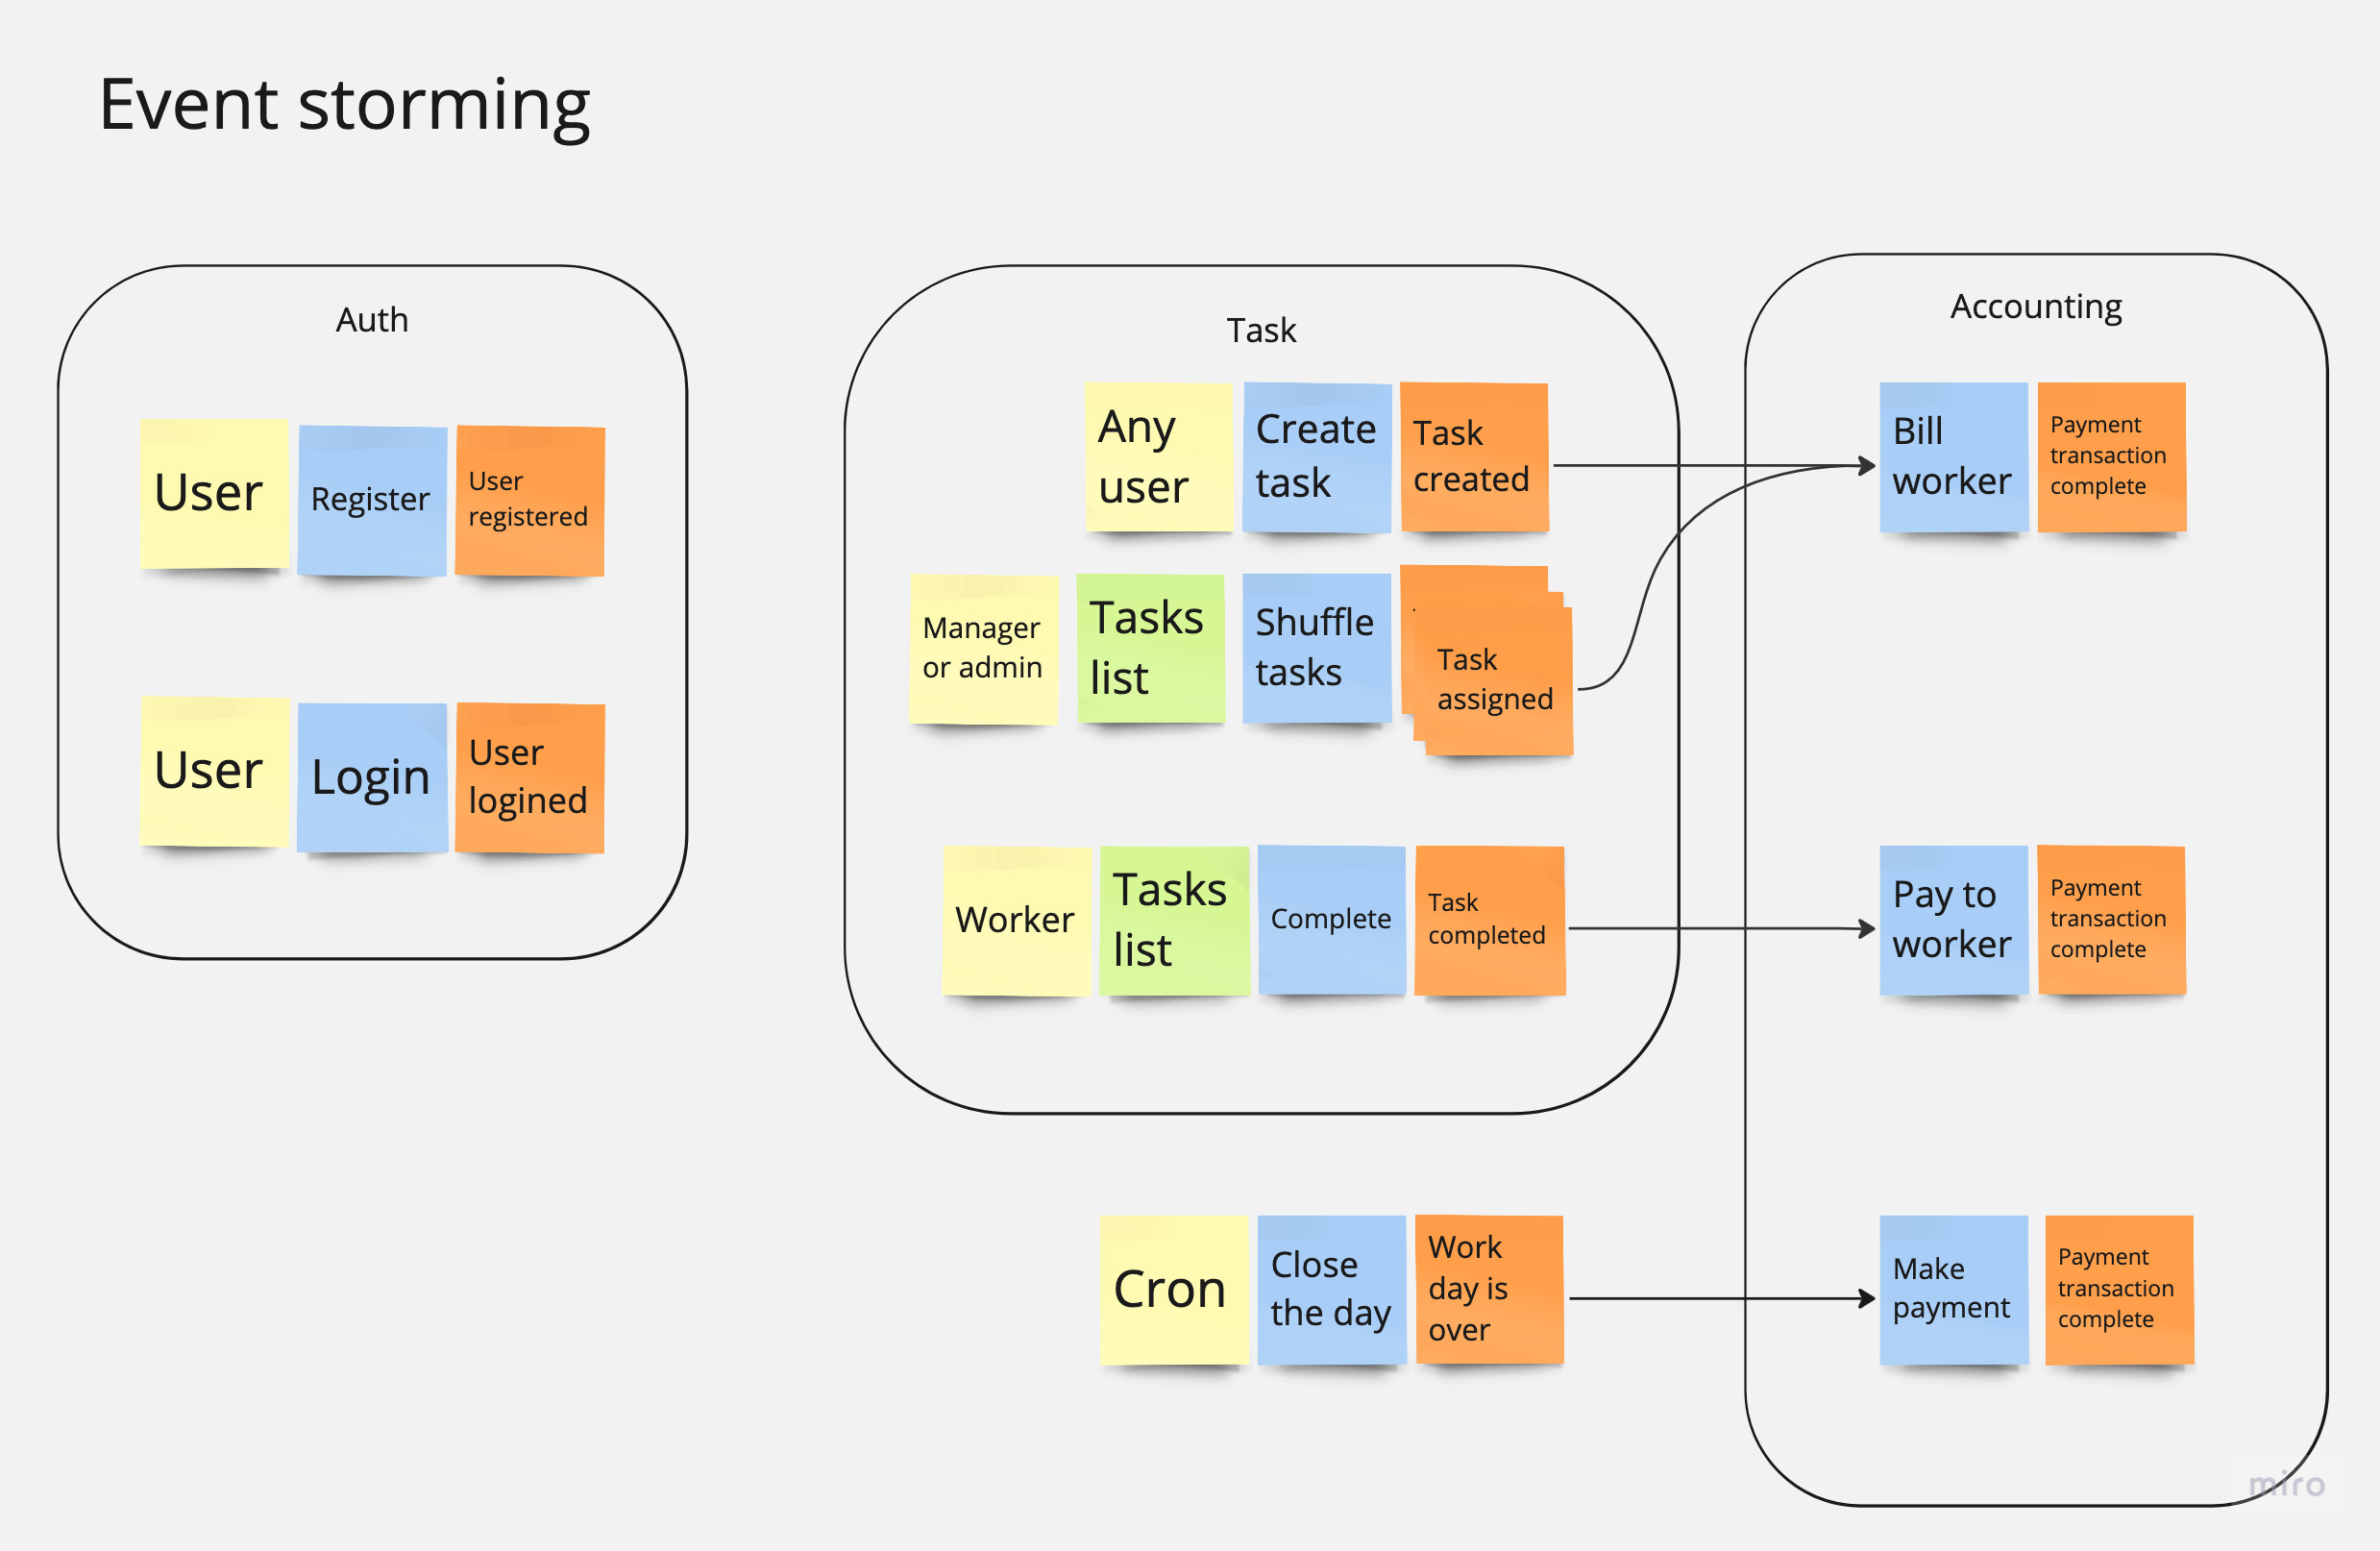 Event storming
Auth
User
Register
User
registered
User
Login
User
logined
Task
Any
user
Create
task
Task
created
Manager
or admin
Tasks
list
Shuffle
tasks
Task
assigned
Worker
Tasks
list
Complete
Task
completed
Cron
Close
the day
Work
day is
over
Accounting
Bill
worker
Payment
transaction
complete
Pay to
worker
Payment
transaction
complete
Make
payment
Payment
transaction
complete
miro